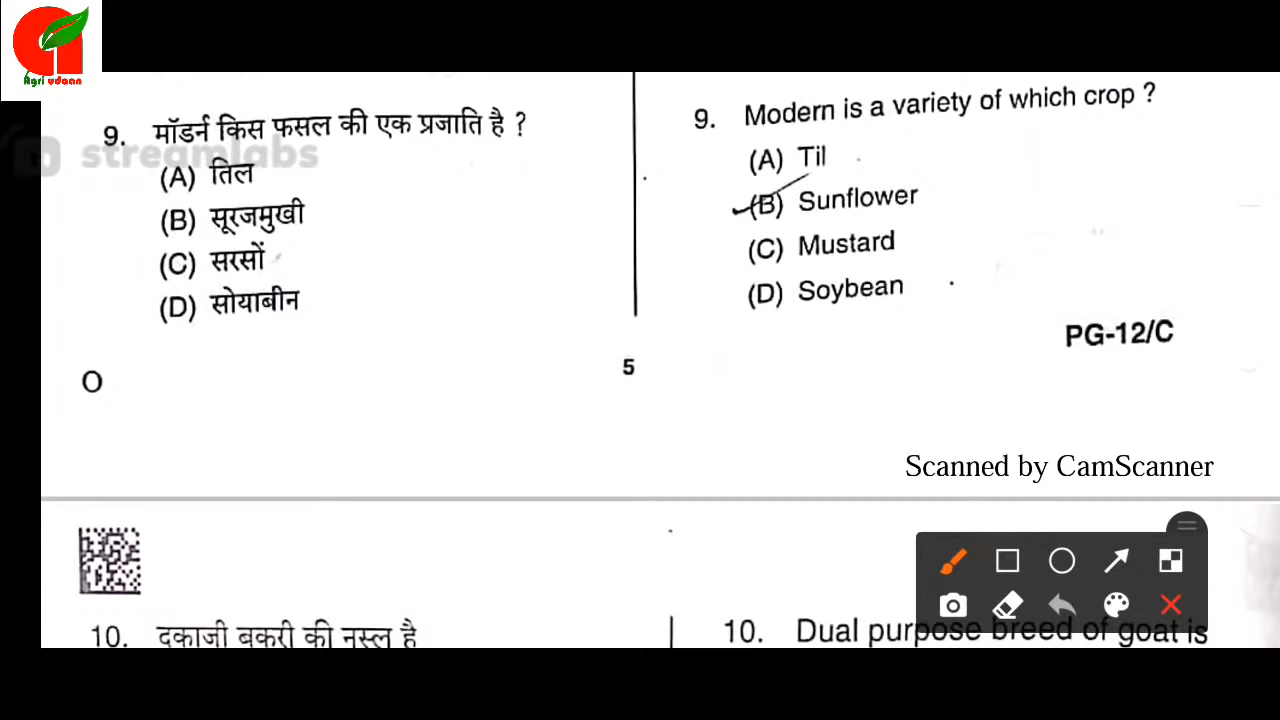 Agri udaan
streamlabs
9. मॉडर्न किस फसल की एक प्रजाति है ?
(A) तिल
(B) सूरजमुखी
(C) सरसों
(D) सोयाबीन
9. Modern is a variety of which crop ?
(A) Til
(B) Sunflower
(C) Mustard
(D) Soybean
PG-12/C
O
5
Scanned by CamScanner
10. दकाजी बकरी की नस्ल है
10. Dual purpose breed of goat is